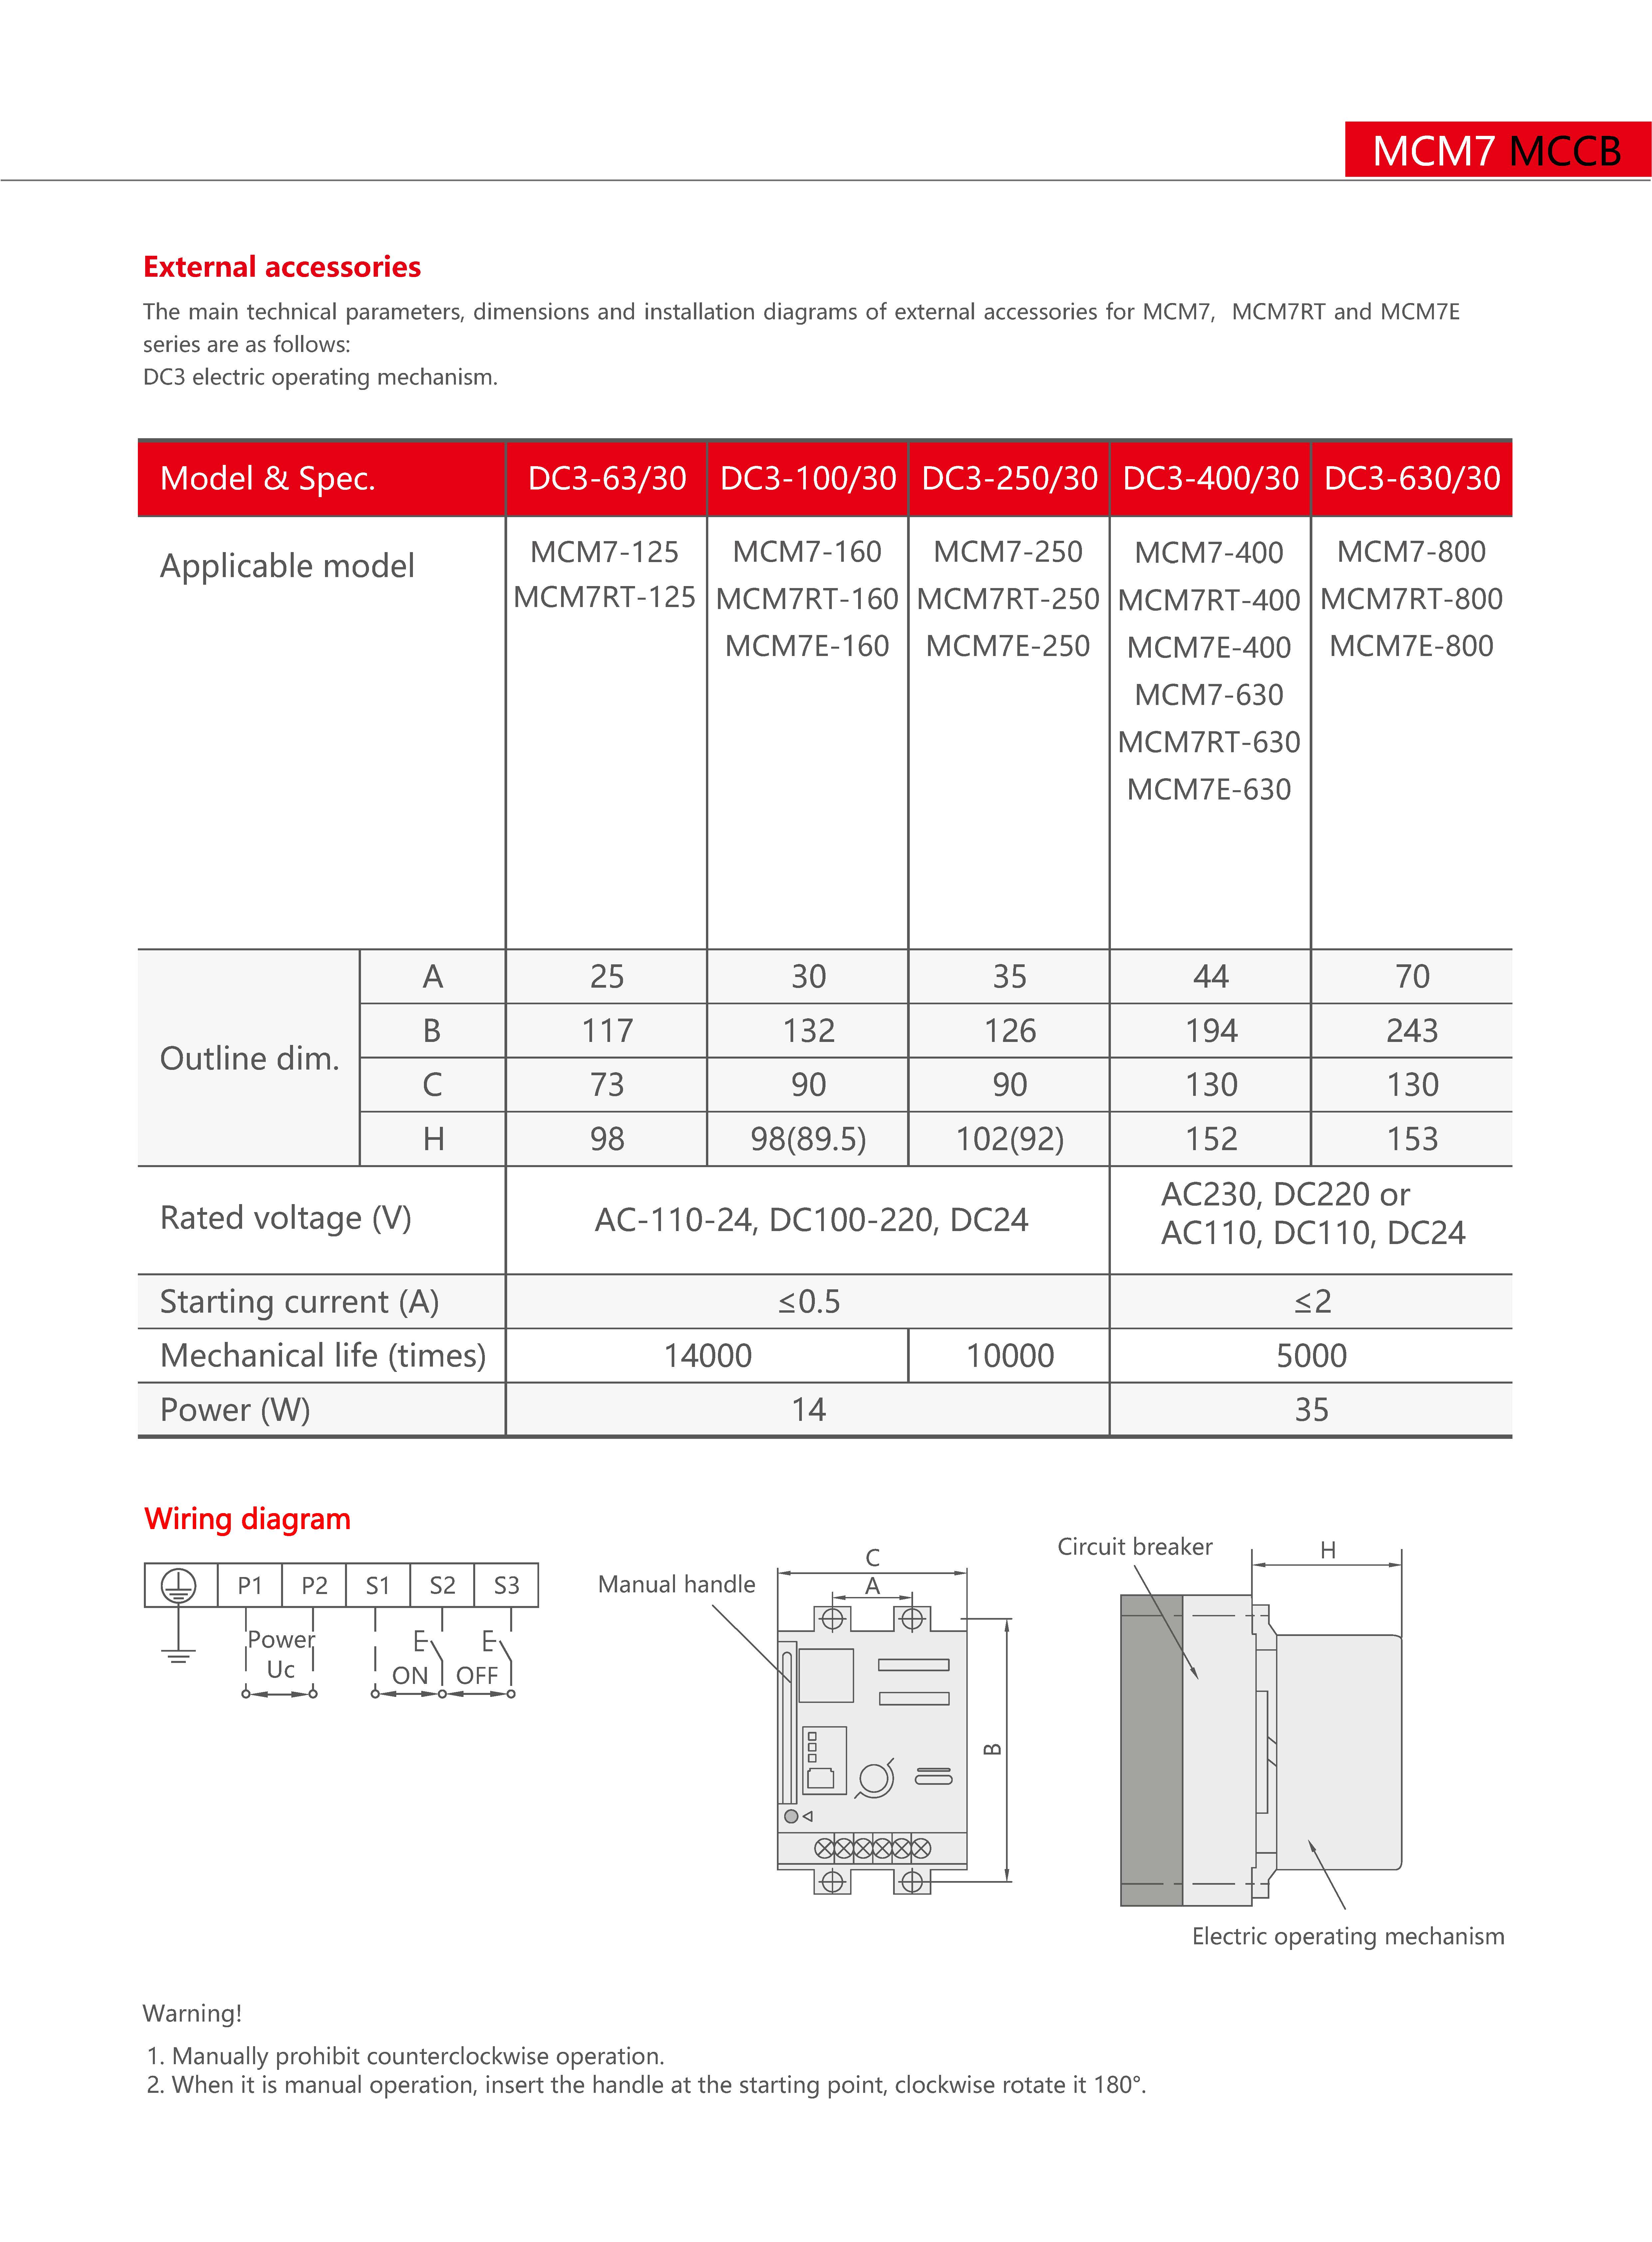 MCM7 MCCB
External accessories
The main technical parameters, dimensions and installation diagrams of external accessories for MCM7, MCM7RT and MCM7E
series are as follows:
DC3 electric operating mechanism.
Model & Spec. DC3-63/30 DC3-100/30 DC3-250/30 DC3-400/30 DC3-630/30
Applicable model MCM7-125 MCM7-160 MCM7-250 MCM7-400 MCM7-800
MCM7RT-125 MCM7RT-160 MCM7RT-250 MCM7RT-400 MCM7RT-800
MCM7E-160 MCM7E-250 MCM7E-400 MCM7E-800
MCM7-630
MCM7RT-630
MCM7E-630
Outline dim.
A 25 30 35 44 70
B 117 132 126 194 243
C 73 90 90 130 130
H 98 98(89.5) 102(92) 152 153
Rated voltage (V) AC-110-24, DC100-220, DC24 AC230, DC220 or
AC110, DC110, DC24
Starting current (A) ≤0.5 ≤2
Mechanical life (times) 14000 10000 5000
Power (W) 14 35
Wiring diagram
P1 P2 S1 S2 S3
Power E E
Uc ON OFF
Manual handle
C
A
B
Circuit breaker
H
Electric operating mechanism
Warning!
1. Manually prohibit counterclockwise operation.
2. When it is manual operation, insert the handle at the starting point, clockwise rotate it 180°.